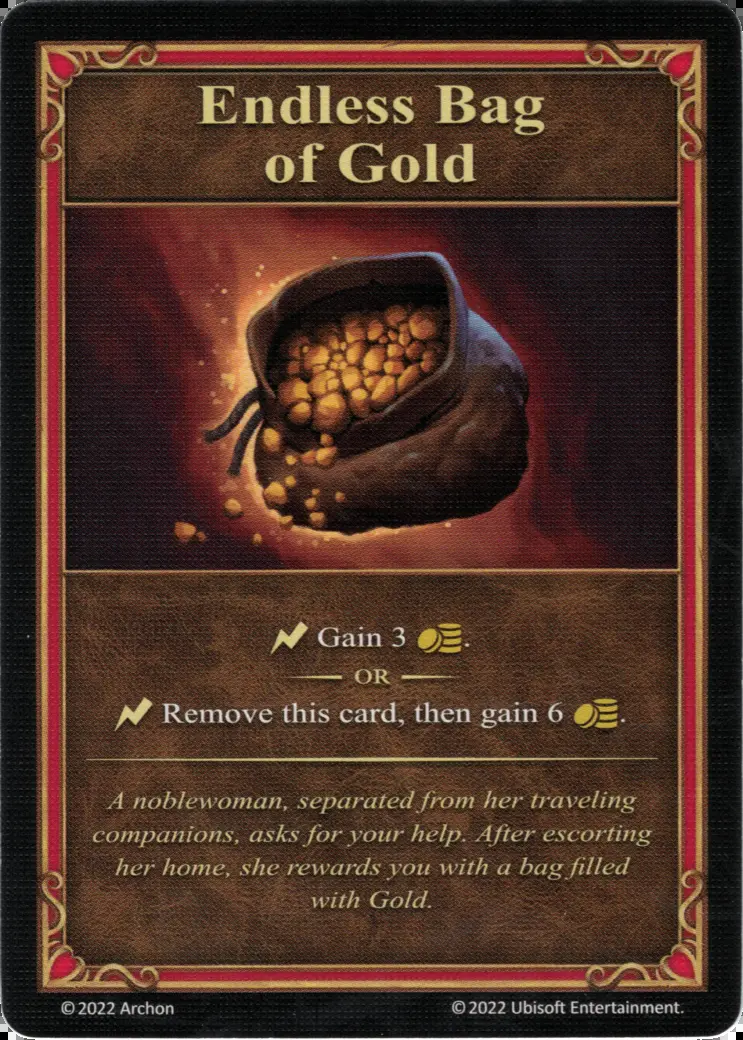 Endless Bag
of Gold
Gain 3 .
OR
Remove this card, then gain 6 .
A noblewoman, separated from her traveling
companions, asks for your help. After escorting
her home, she rewards you with a bag filled
with Gold.
© 2022 Archon
© 2022 Ubisoft Entertainment.